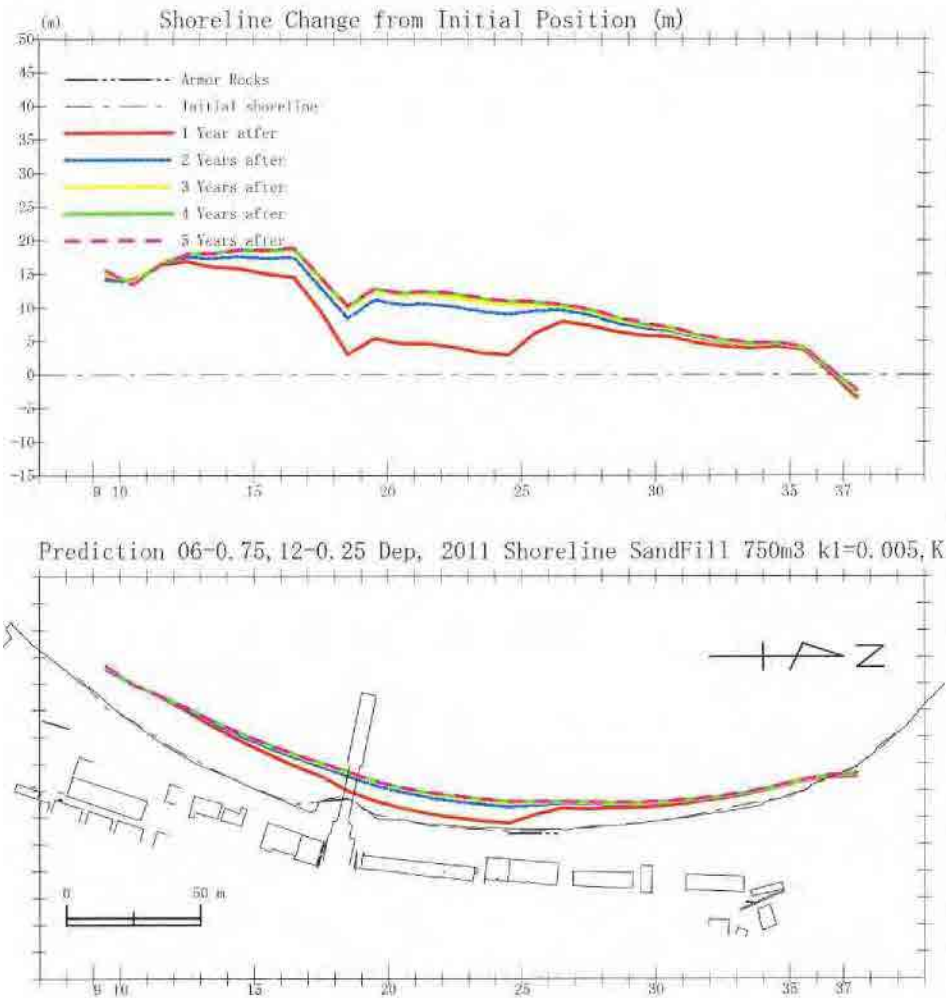 Shoreline Change from Initial Position (m)
(m)
50
45
40
35
30
25
20
15
10
5
0
-5
-10
-15
Armor Rocks
Initial shoreline
1 Year atfer
2 Years after
3 Years after
4 Years after
5 Years after
9 10 15 20 25 30 35 37
Prediction 06-0.75,12-0.25 Dep, 2011 Shoreline SandFill 750m3 k1=0.005,K
N
0 50 m
9 10 15 20 25 30 35 37